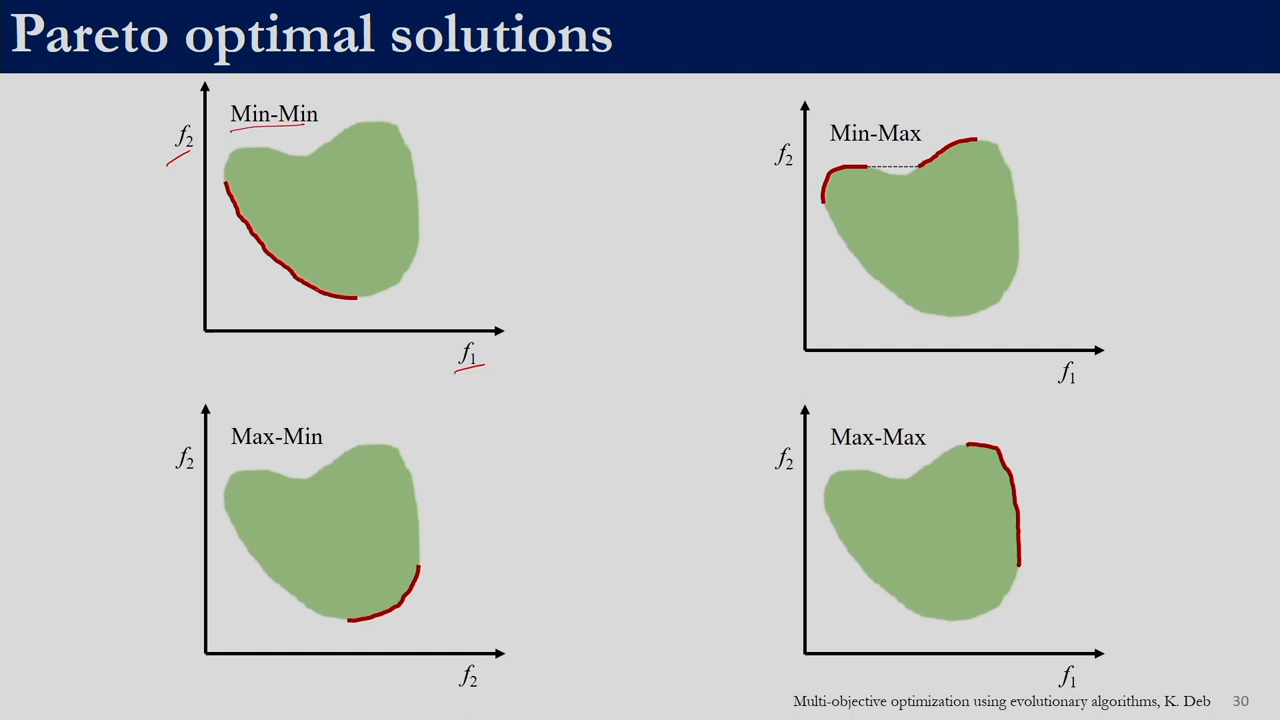 Pareto optimal solutions
Min-Min
f2
f1
Min-Max
f2
f1
Max-Min
f2
f2
Max-Max
f2
f1
Multi-objective optimization using evolutionary algorithms, K. Deb 30